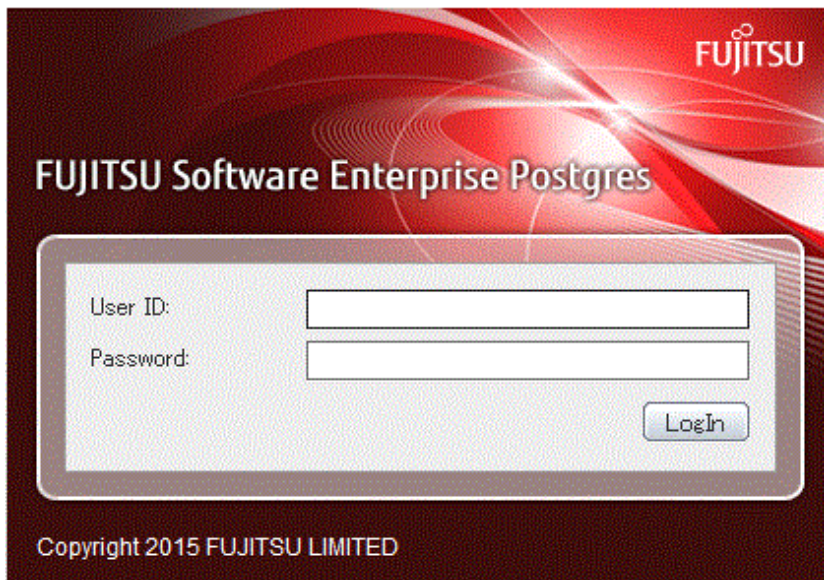 FUJITSU
FUJITSU Software Enterprise Postgres
User ID:
Password:
LogIn
Copyright 2015 FUJITSU LIMITED